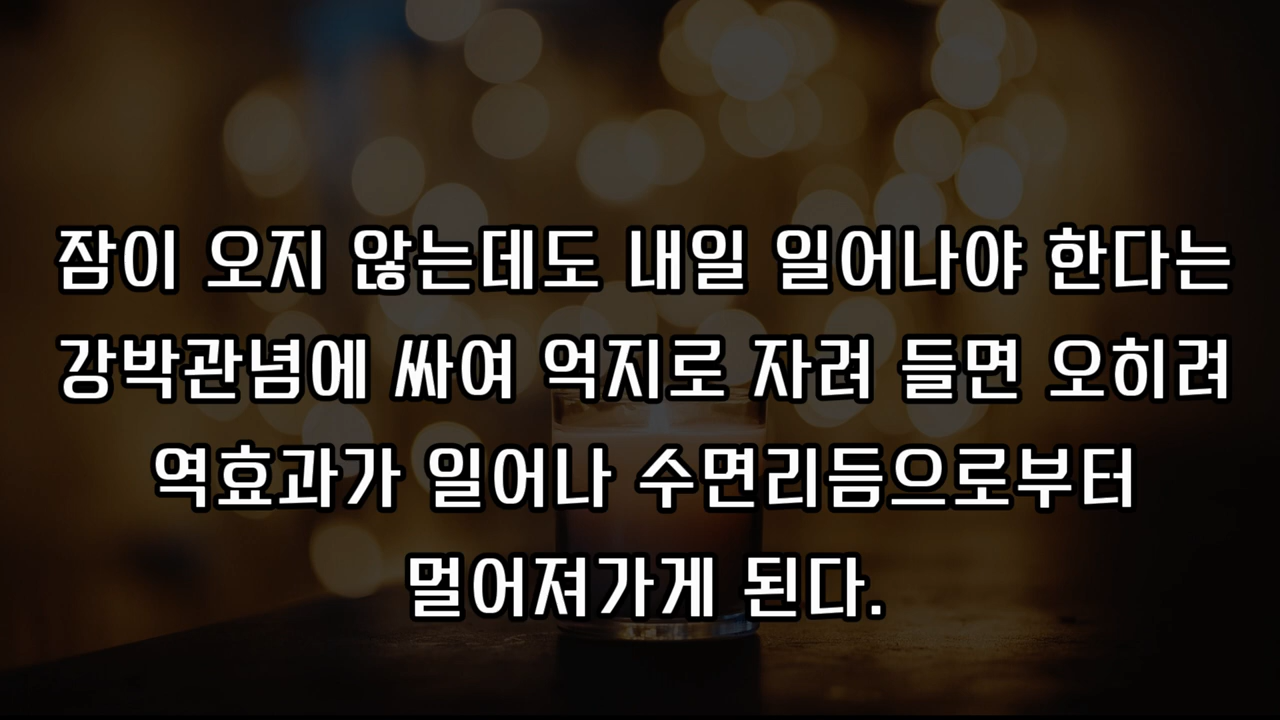 잠이 오지 않는데도 내일 일어나야 한다는
강박관념에 싸여 억지로 자려 들면 오히려
역효과가 일어나 수면리듬으로부터
멀어져가게 된다.